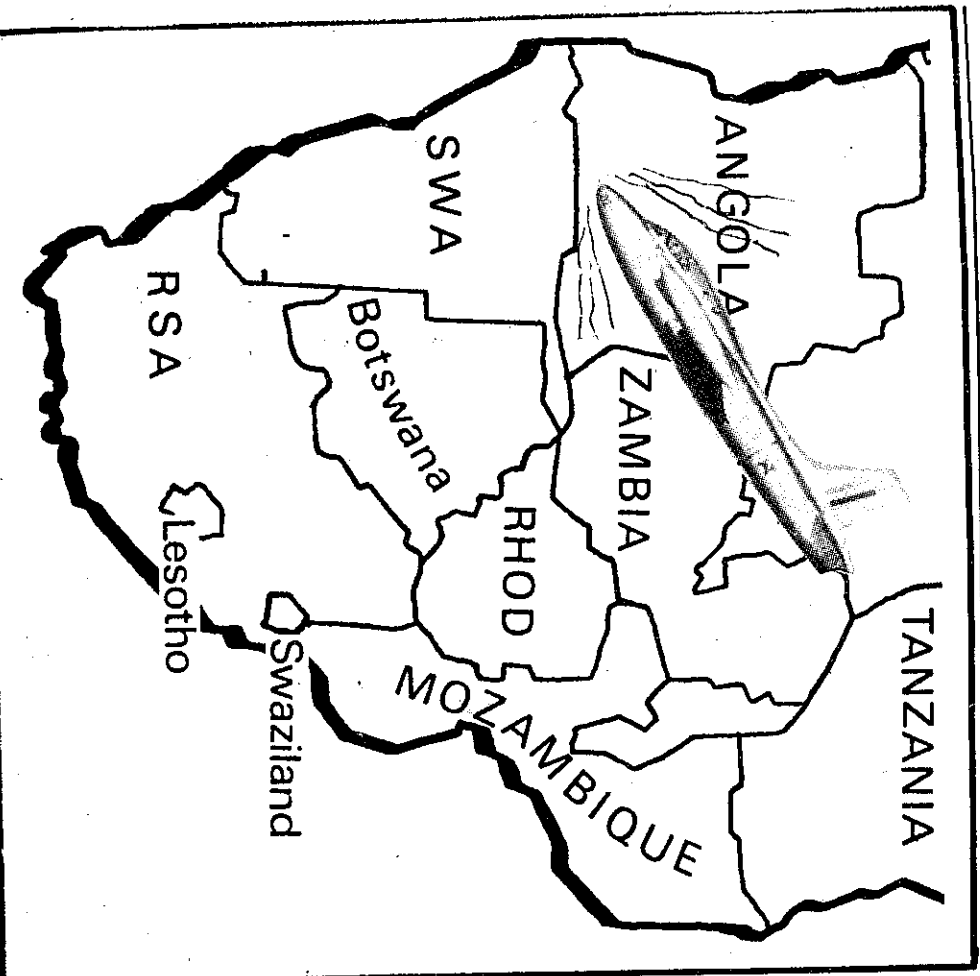 TANZANIA
ANGOLA
ZAMBIA
MOZAMBIQUE
RHOD
SWA
Botswana
Swaziland
RSA
Lesotho